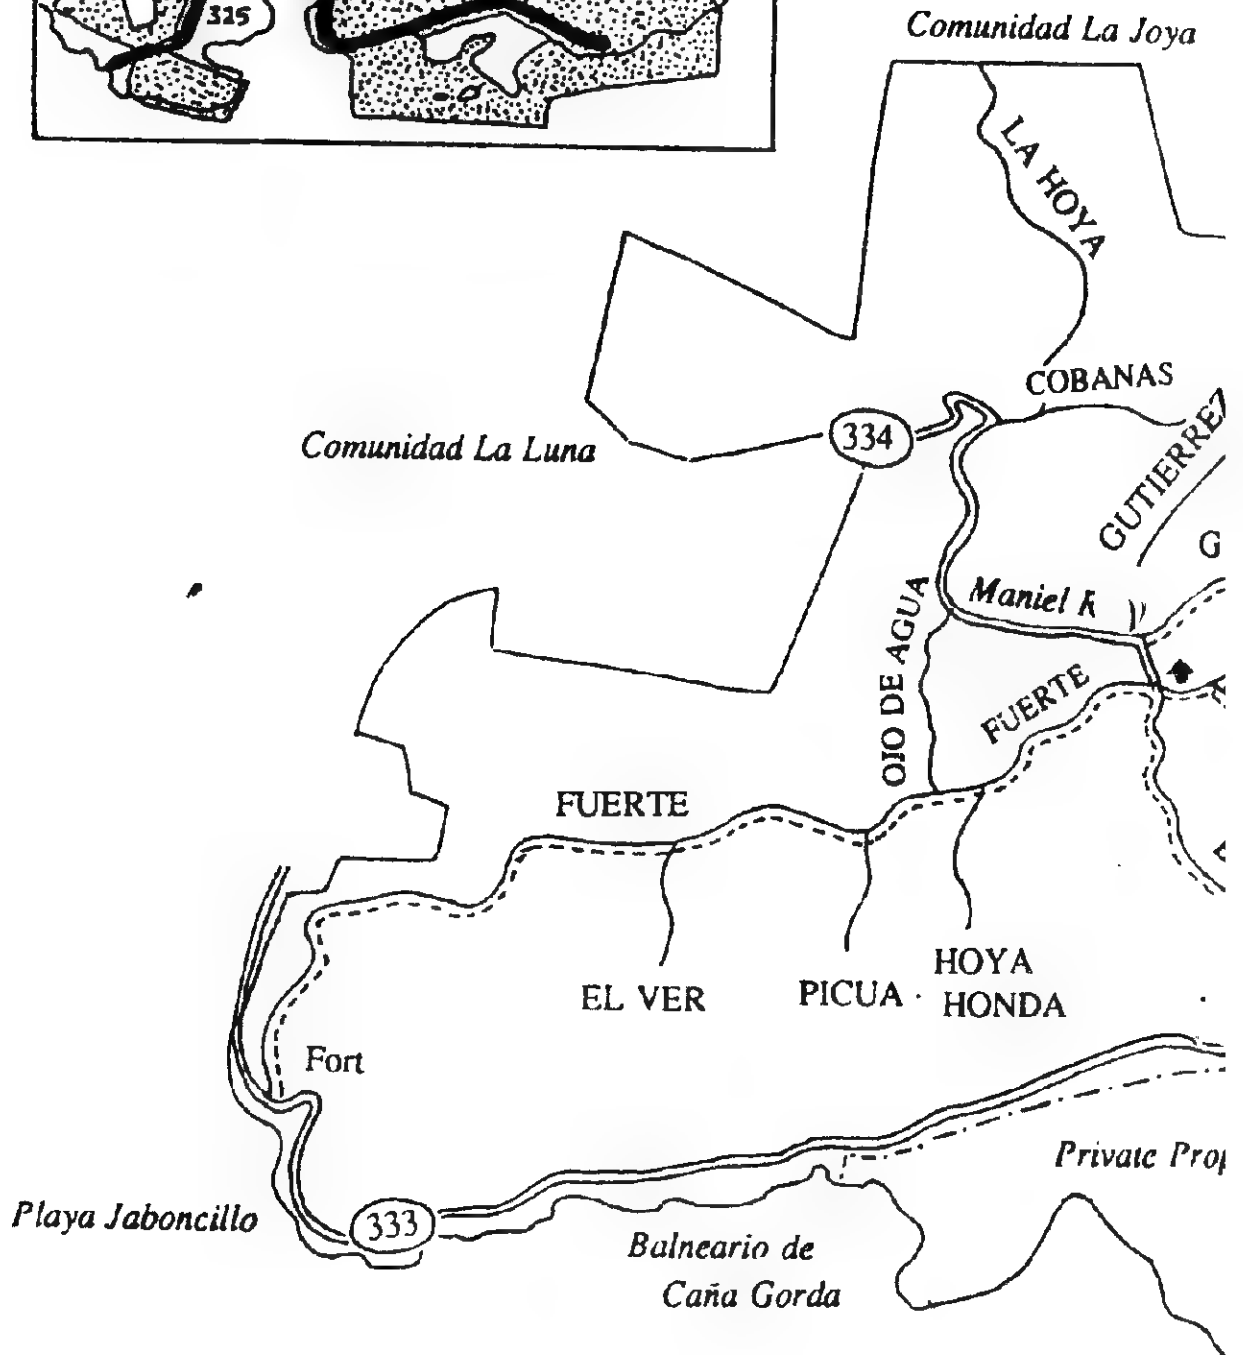 315
Comunidad La Joya
LA HOYA
COBANAS
Comunidad La Luna
334
GUTIERREZ
G
Maniel R
OJO DE AGUA
FUERTE
FUERTE
EL VER
PICUA
HOYA
HONDA
Fort
Private Prop
Playa Jaboncillo
333
Balneario de
Caña Gorda